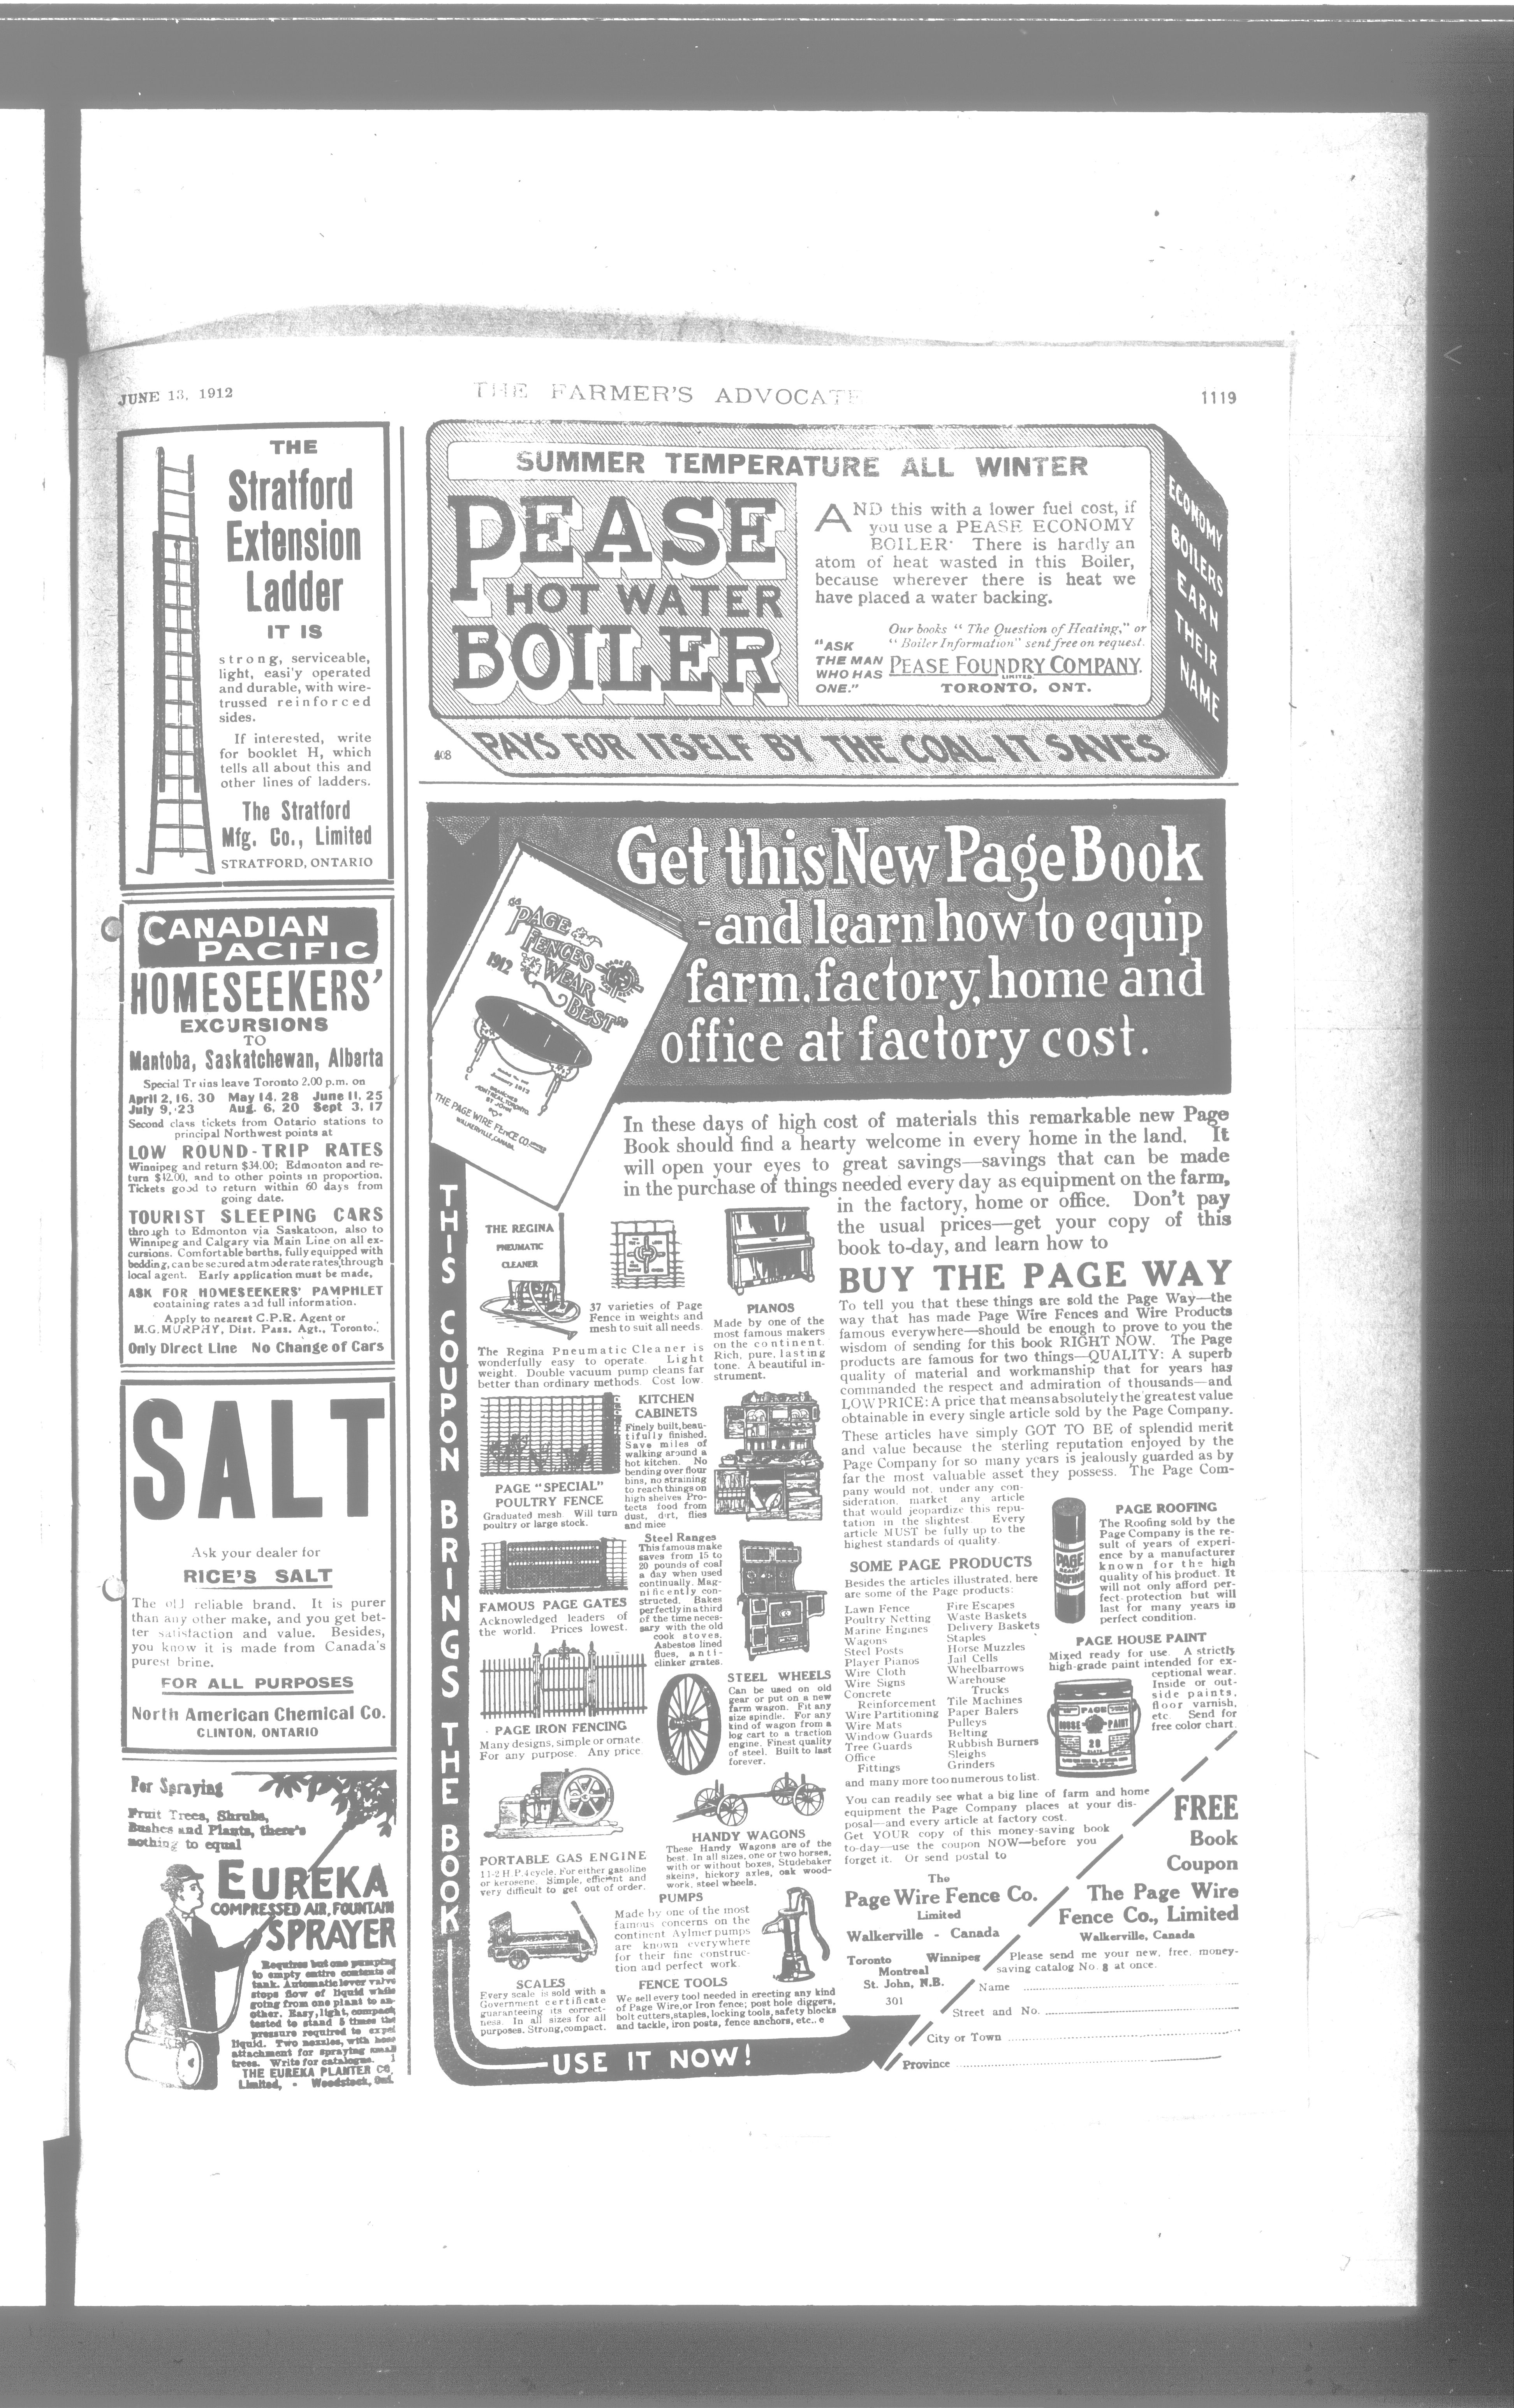 JUNE 13, 1912
THE FARMER'S ADVOCATE
1119
THE
Stratford
Extension
Ladder
IT IS
strong, serviceable,
light, easi'y operated
and durable, with wire-
trussed reinforced
sides.
If interested, write
for booklet H, which
tells all about this and
other lines of ladders.
The Stratford
Mfg. Co., Limited
STRATFORD, ONTARIO
CANADIAN
PACIFIC
HOMESEEKERS'
EXCURSIONS
TO
Mantoba, Saskatchewan, Alberta
Special Trains leave Toronto 2.00 p.m. on
April 2, 16, 30 May 14, 28 June 11, 25
July 9, 23 Aug. 6, 20 Sept 3, 17
Second class tickets from Ontario stations to
principal Northwest points at
LOW ROUND-TRIP RATES
Winnipeg and return $34.00; Edmonton and re-
turn $42.00, and to other points in proportion.
Tickets good to return within 60 days from
going date.
TOURIST SLEEPING CARS
through to Edmonton via Saskatoon, also to
Winnipeg and Calgary via Main Line on all ex-
cursions. Comfortable berths, fully equipped with
bedding, can be secured at moderate rates through
local agent. Early application must be made,
ASK FOR HOMESEEKERS' PAMPHLET
containing rates and full information.
Apply to nearest C.P.R. Agent or
M.G. MURPHY, Dist. Pass. Agt., Toronto.
Only Direct Line No Change of Cars
SALT
Ask your dealer for
RICE'S SALT
The old reliable brand. It is purer
than any other make, and you get bet-
ter satisfaction and value. Besides,
you know it is made from Canada's
purest brine.
FOR ALL PURPOSES
North American Chemical Co.
CLINTON, ONTARIO
For Spraying
Fruit Trees, Shrubs,
Bushes and Plants, there's
nothing to equal
EUREKA
COMPRESSED AIR, FOUNTAIN
SPRAYER
Requires but one pumping
to empty entire contents of
tank. Automatic lever valve
stops flow of liquid while
going from one plant to an-
other. Easy, light, compact,
tested to stand 5 times the
pressure required to expel
liquid. Two nozzles, with hose
attachment for spraying small
trees. Write for catalogue. 1
THE EUREKA PLANTER CO.
Limited, - Woodstock, Ont.
SUMMER TEMPERATURE ALL WINTER
PEASE
HOT WATER
BOILER
AND this with a lower fuel cost, if
you use a PEASE ECONOMY
BOILER. There is hardly an
atom of heat wasted in this Boiler,
because wherever there is heat we
have placed a water backing.
Our books "The Question of Heating," or
"Boiler Information" sent free on request.
"ASK
THE MAN
WHO HAS
ONE."
PEASE FOUNDRY COMPANY.
LIMITED.
TORONTO, ONT.
ECONOMY
BOILERS
EARN
THEIR
NAME
408
PAYS FOR ITSELF BY THE COAL IT SAVES
Get this New Page Book
-and learn how to equip
farm, factory, home and
office at factory cost.
"PAGE
FENCES
WEAR
BEST"
1912
January 1912
BRANCHES
MONTREAL, TORONTO,
ST. JOHN
THE PAGE WIRE FENCE CO.
WALKERVILLE, CANADA.
In these days of high cost of materials this remarkable new Page
Book should find a hearty welcome in every home in the land. It
will open your eyes to great savings—savings that can be made
in the purchase of things needed every day as equipment on the farm,
in the factory, home or office. Don't pay
the usual prices—get your copy of this
book to-day, and learn how to
BUY THE PAGE WAY
To tell you that these things are sold the Page Way—the
way that has made Page Wire Fences and Wire Products
famous everywhere—should be enough to prove to you the
wisdom of sending for this book RIGHT NOW. The Page
products are famous for two things—QUALITY: A superb
quality of material and workmanship that for years has
commanded the respect and admiration of thousands—and
LOW PRICE: A price that means absolutely the greatest value
obtainable in every single article sold by the Page Company.
These articles have simply GOT TO BE of splendid merit
and value because the sterling reputation enjoyed by the
Page Company for so many years is jealously guarded as by
far the most valuable asset they possess. The Page Com-
pany would not, under any con-
sideration, market any article
that would jeopardize this repu-
tation in the slightest. Every
article MUST be fully up to the
highest standards of quality.
SOME PAGE PRODUCTS
Besides the articles illustrated, here
are some of the Page products:
Lawn Fence
Poultry Netting
Marine Engines
Wagons
Steel Posts
Player Pianos
Wire Cloth
Wire Signs
Concrete
Reinforcement
Wire Partitioning
Wire Mats
Window Guards
Tree Guards
Office
Fittings
Fire Escapes
Waste Baskets
Delivery Baskets
Staples
Horse Muzzles
Jail Cells
Wheelbarrows
Warehouse
Trucks
Tile Machines
Paper Balers
Pulleys
Belting
Rubbish Burners
Sleighs
Grinders
and many more too numerous to list.
You can readily see what a big line of farm and home
equipment the Page Company places at your dis-
posal—and every article at factory cost.
Get YOUR copy of this money-saving book
to-day—use the coupon NOW—before you
forget it. Or send postal to
The
Page Wire Fence Co.
Limited
Walkerville - Canada
Toronto Winnipeg
Montreal
St. John, N.B.
301
PAGE
READY
ROOFING
PAGE ROOFING
The Roofing sold by the
Page Company is the re-
sult of years of experi-
ence by a manufacturer
known for the high
quality of his product. It
will not only afford per-
fect protection but will
last for many years in
perfect condition.
PAGE HOUSE PAINT
Mixed ready for use. A strictly
high-grade paint intended for ex-
ceptional wear.
Inside or out-
side paints,
floor varnish,
etc. Send for
free color chart.
PAGE
HOUSE PAINT
28
THIS COUPON BRINGS THE BOOK
USE IT NOW!
THE REGINA
PNEUMATIC
CLEANER
The Regina Pneumatic Cleaner is
wonderfully easy to operate. Light
weight. Double vacuum pump cleans far
better than ordinary methods. Cost low.
37 varieties of Page
Fence in weights and
mesh to suit all needs.
PIANOS
Made by one of the
most famous makers
on the continent.
Rich, pure, lasting
tone. A beautiful in-
strument.
PAGE "SPECIAL"
POULTRY FENCE
Graduated mesh. Will turn
poultry or large stock.
KITCHEN
CABINETS
Finely built, beau-
tifully finished.
Save miles of
walking around a
hot kitchen. No
bending over flour
bins, no straining
to reach things on
high shelves Pro-
tects food from
dust, dirt, flies
and mice
FAMOUS PAGE GATES
Acknowledged leaders of
the world. Prices lowest.
Steel Ranges
This famous make
saves from 15 to
20 pounds of coal
a day when used
continually. Mag-
nificently con-
structed. Bakes
perfectly in a third
of the time neces-
sary with the old
cook stoves.
Asbestos lined
flues, anti-
clinker grates.
PAGE IRON FENCING
Many designs, simple or ornate.
For any purpose. Any price.
STEEL WHEELS
Can be used on old
gear or put on a new
farm wagon. Fit any
size spindle. For any
kind of wagon from a
log cart to a traction
engine. Finest quality
of steel. Built to last
forever.
PORTABLE GAS ENGINE
1 1-2 H.P. 4 cycle. For either gasoline
or kerosene. Simple, efficient and
very difficult to get out of order.
HANDY WAGONS
These Handy Wagons are of the
best. In all sizes, one or two horses,
with or without boxes, Studebaker
skeins, hickory axles, oak wood-
work, steel wheels.
PUMPS
Made by one of the most
famous concerns on the
continent Aylmer pumps
are known everywhere
for their fine construc-
tion and perfect work.
SCALES
Every scale is sold with a
Government certificate
guaranteeing its correct-
ness. In all sizes for all
purposes. Strong, compact.
FENCE TOOLS
We sell every tool needed in erecting any kind
of Page Wire, or Iron fence; post hole diggers,
bolt cutters, staples, locking tools, safety blocks
and tackle, iron posts, fence anchors, etc.. e
FREE
Book
Coupon
The Page Wire
Fence Co., Limited
Walkerville, Canada
Please send me your new, free, money-
saving catalog No. 8 at once.
Name
Street and No.
City or Town
Province